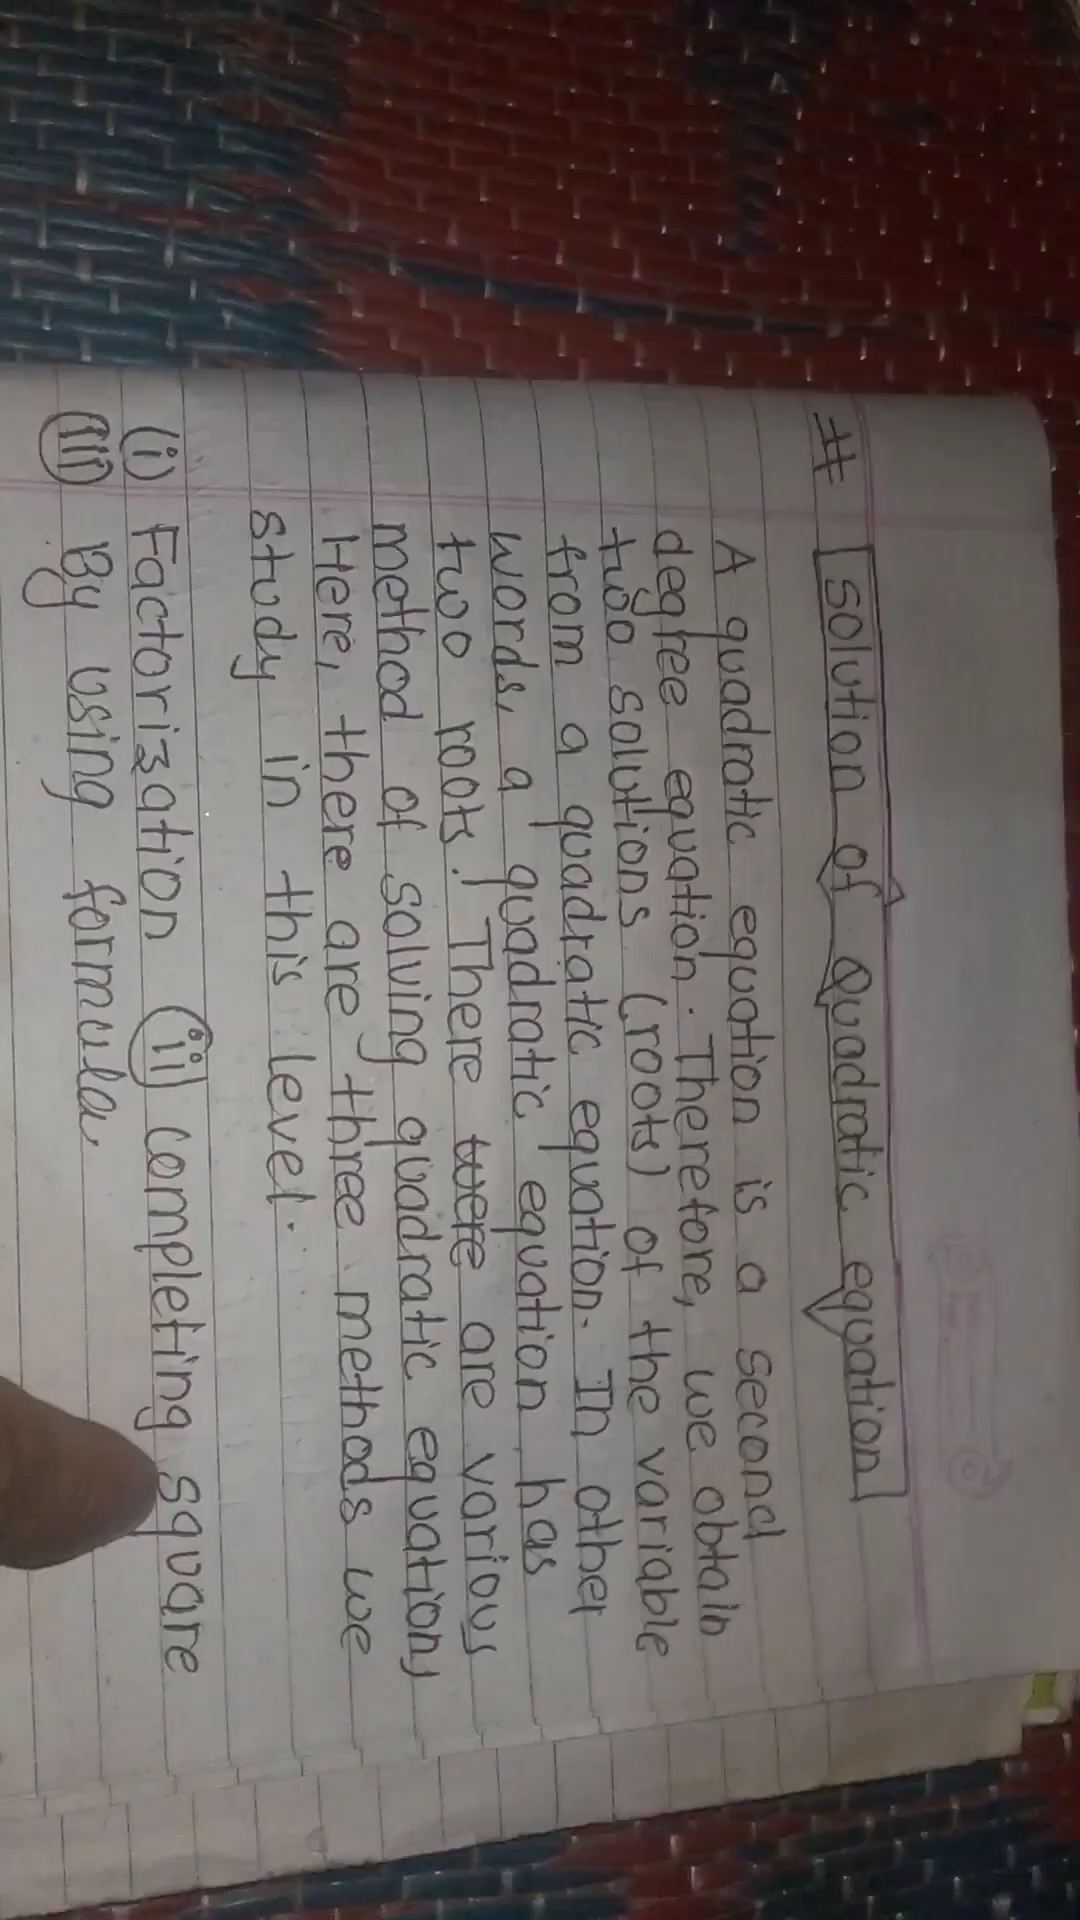 # Solution of Quadratic equation
A quadratic equation is a second
degree equation. Therefore, we obtain
two solutions (roots) of the variable
from a quadratic equation. In other
words, a quadratic equation has
two roots. There were are various
method of solving quadratic equation,
Here, there are three methods we
study in this level.
(i) Factorization (ii) Completing square
(iii) By using formula